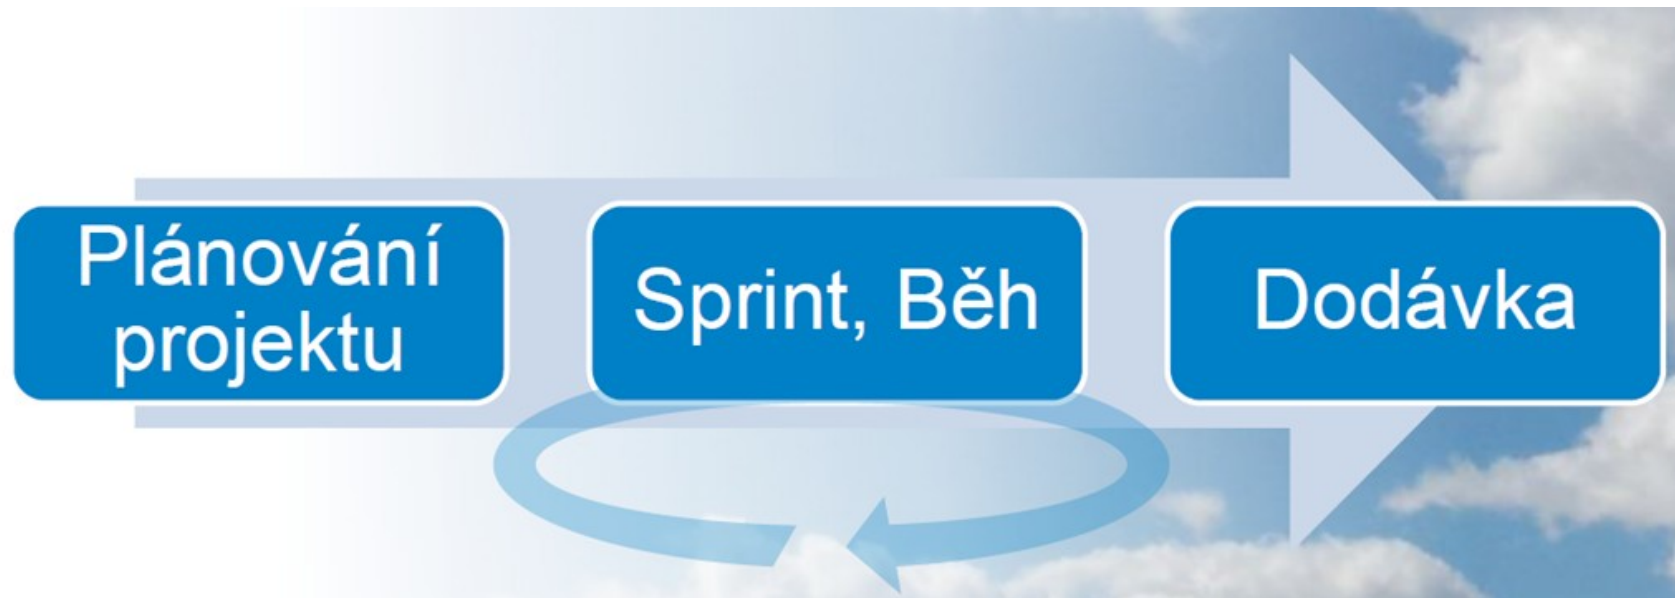 Plánování
projektu
Sprint, Běh
Dodávka